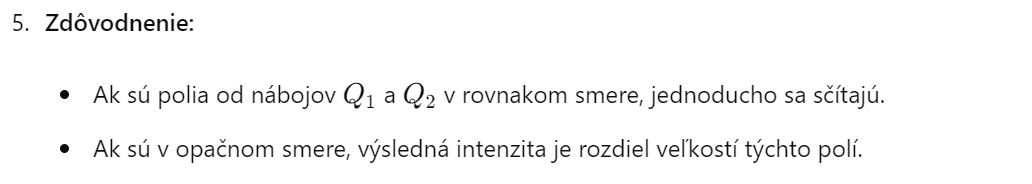 5. Zdôvodnenie:
• Ak sú polia od nábojov Q₁ a Q₂ v rovnakom smere, jednoducho sa sčítajú.
• Ak sú v opačnom smere, výsledná intenzita je rozdiel veľkostí týchto polí.